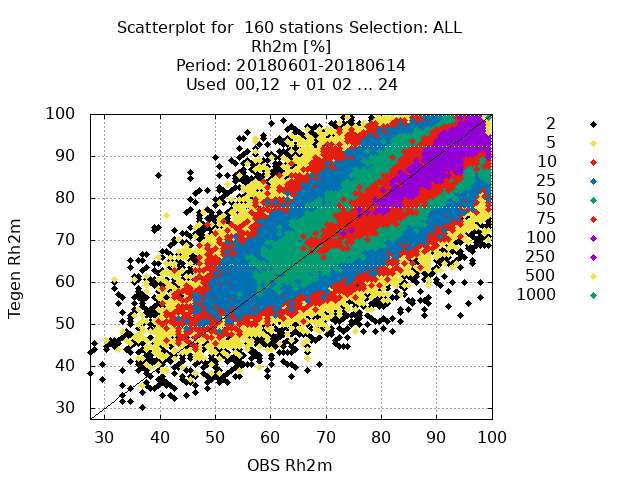 Scatterplot for 160 stations Selection: ALL
Rh2m [%]
Period: 20180601-20180614
Used 00,12 + 01 02 ... 24
Tegen Rh2m
100
90
80
70
60
50
40
30
30 40 50 60 70 80 90 100
OBS Rh2m
2
5
10
25
50
75
100
250
500
1000